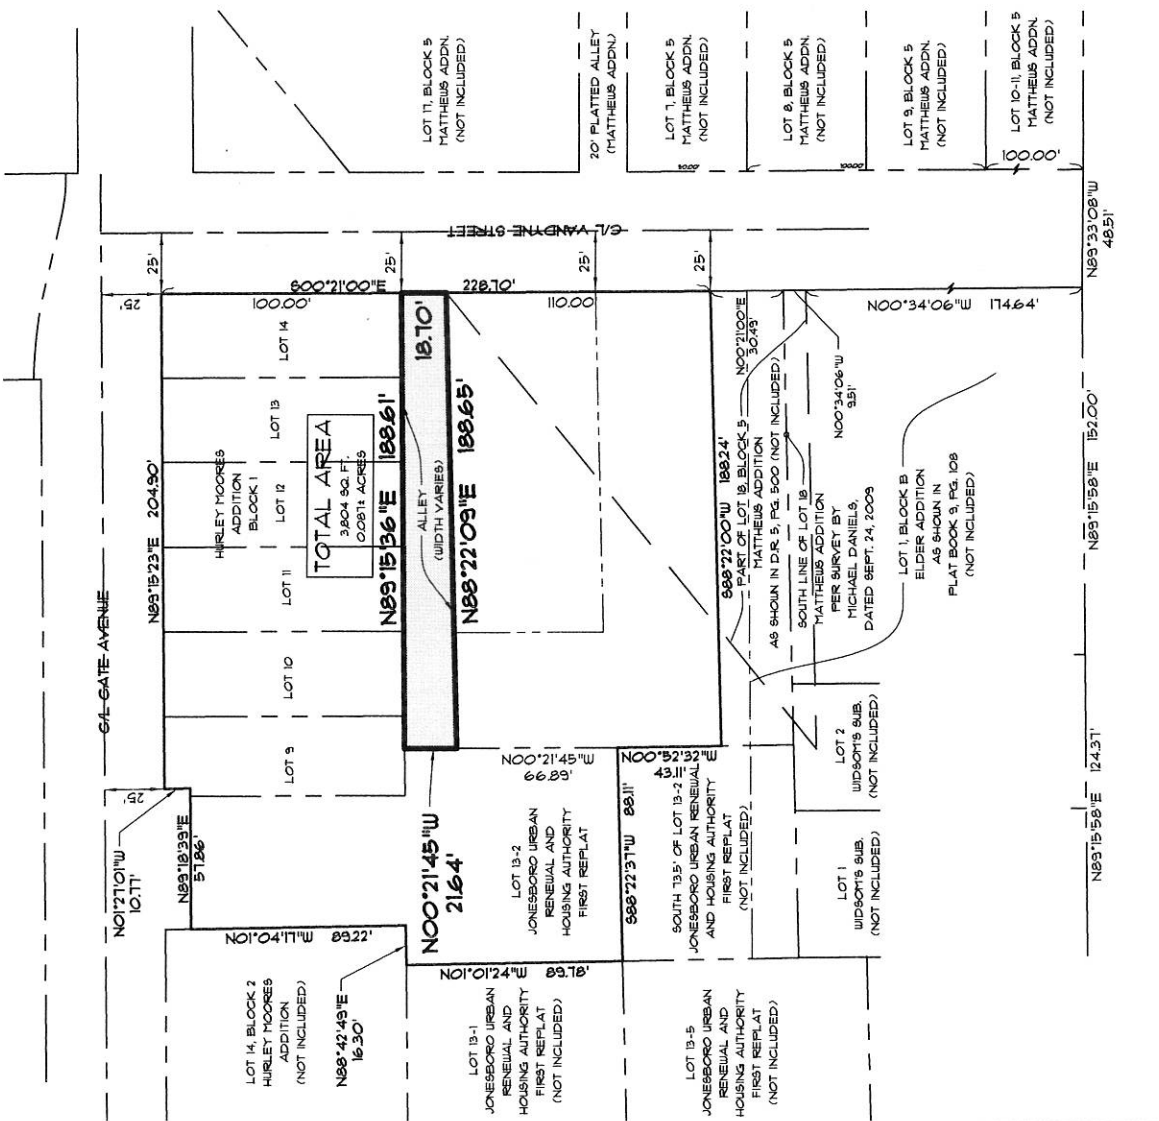 LOT 17, BLOCK 5
MATTHEWS ADDN.
(NOT INCLUDED)
20' PLATTED ALLEY
(MATTHEWS ADDN.)
LOT 7, BLOCK 5
MATTHEWS ADDN.
(NOT INCLUDED)
LOT 8, BLOCK 5
MATTHEWS ADDN.
(NOT INCLUDED)
LOT 9, BLOCK 5
MATTHEWS ADDN.
(NOT INCLUDED)
LOT 10-11, BLOCK 5
MATTHEWS ADDN.
(NOT INCLUDED)
100.00'
N89°33'08"W
48.51'
C/L VANDYNE STREET
25'
25'
25'
25'
S00°21'00"E
228.70'
100.00'
110.00
N00°34'06"W 174.64'
C/L GATE AVENUE
25'
N89°15'23"E 204.90'
LOT 14
LOT 13
LOT 12
LOT 11
LOT 10
LOT 9
HURLEY MOORES
ADDITION
BLOCK 1
TOTAL AREA
3,804 SQ. FT.
0.087± ACRES
N89°15'36"E 188.61'
18.70'
ALLEY
(WIDTH VARIES)
N88°22'09"E 188.65'
S88°22'00"W 188.24'
N00°21'00"E
30.49'
PART OF LOT 18, BLOCK 5
MATTHEWS ADDITION
AS SHOWN IN D.R. 5, PG. 500 (NOT INCLUDED)
SOUTH LINE OF LOT 18
MATTHEWS ADDITION
PER SURVEY BY
MICHAEL DANIELS,
DATED SEPT. 24, 2009
N00°34'06"W
9.51'
LOT 1, BLOCK B
ELDER ADDITION
AS SHOWN IN
PLAT BOOK 9, PG. 108
(NOT INCLUDED)
N89°15'58"E 152.00'
25'
N01°27'01"W
10.77'
N89°18'39"E
57.86'
N01°04'17"W 89.22'
LOT 14, BLOCK 2
HURLEY MOORES
ADDITION
(NOT INCLUDED)
N88°42'49"E
16.30'
N00°21'45"W
21.64'
N00°21'45"W
66.89'
LOT 13-2
JONESBORO URBAN
RENEWAL AND
HOUSING AUTHORITY
FIRST REPLAT
N01°01'24"W 89.78'
LOT 13-1
JONESBORO URBAN
RENEWAL AND
HOUSING AUTHORITY
FIRST REPLAT
(NOT INCLUDED)
S88°22'37"W 88.11'
N00°52'32"W
43.11'
SOUTH 73.5' OF LOT 13-2
JONESBORO URBAN RENEWAL
AND HOUSING AUTHORITY
FIRST REPLAT
(NOT INCLUDED)
LOT 13-5
JONESBORO URBAN
RENEWAL AND
HOUSING AUTHORITY
FIRST REPLAT
(NOT INCLUDED)
LOT 2
WIDSOM'S SUB.
(NOT INCLUDED)
LOT 1
WIDSOM'S SUB.
(NOT INCLUDED)
N89°15'58"E 124.37'